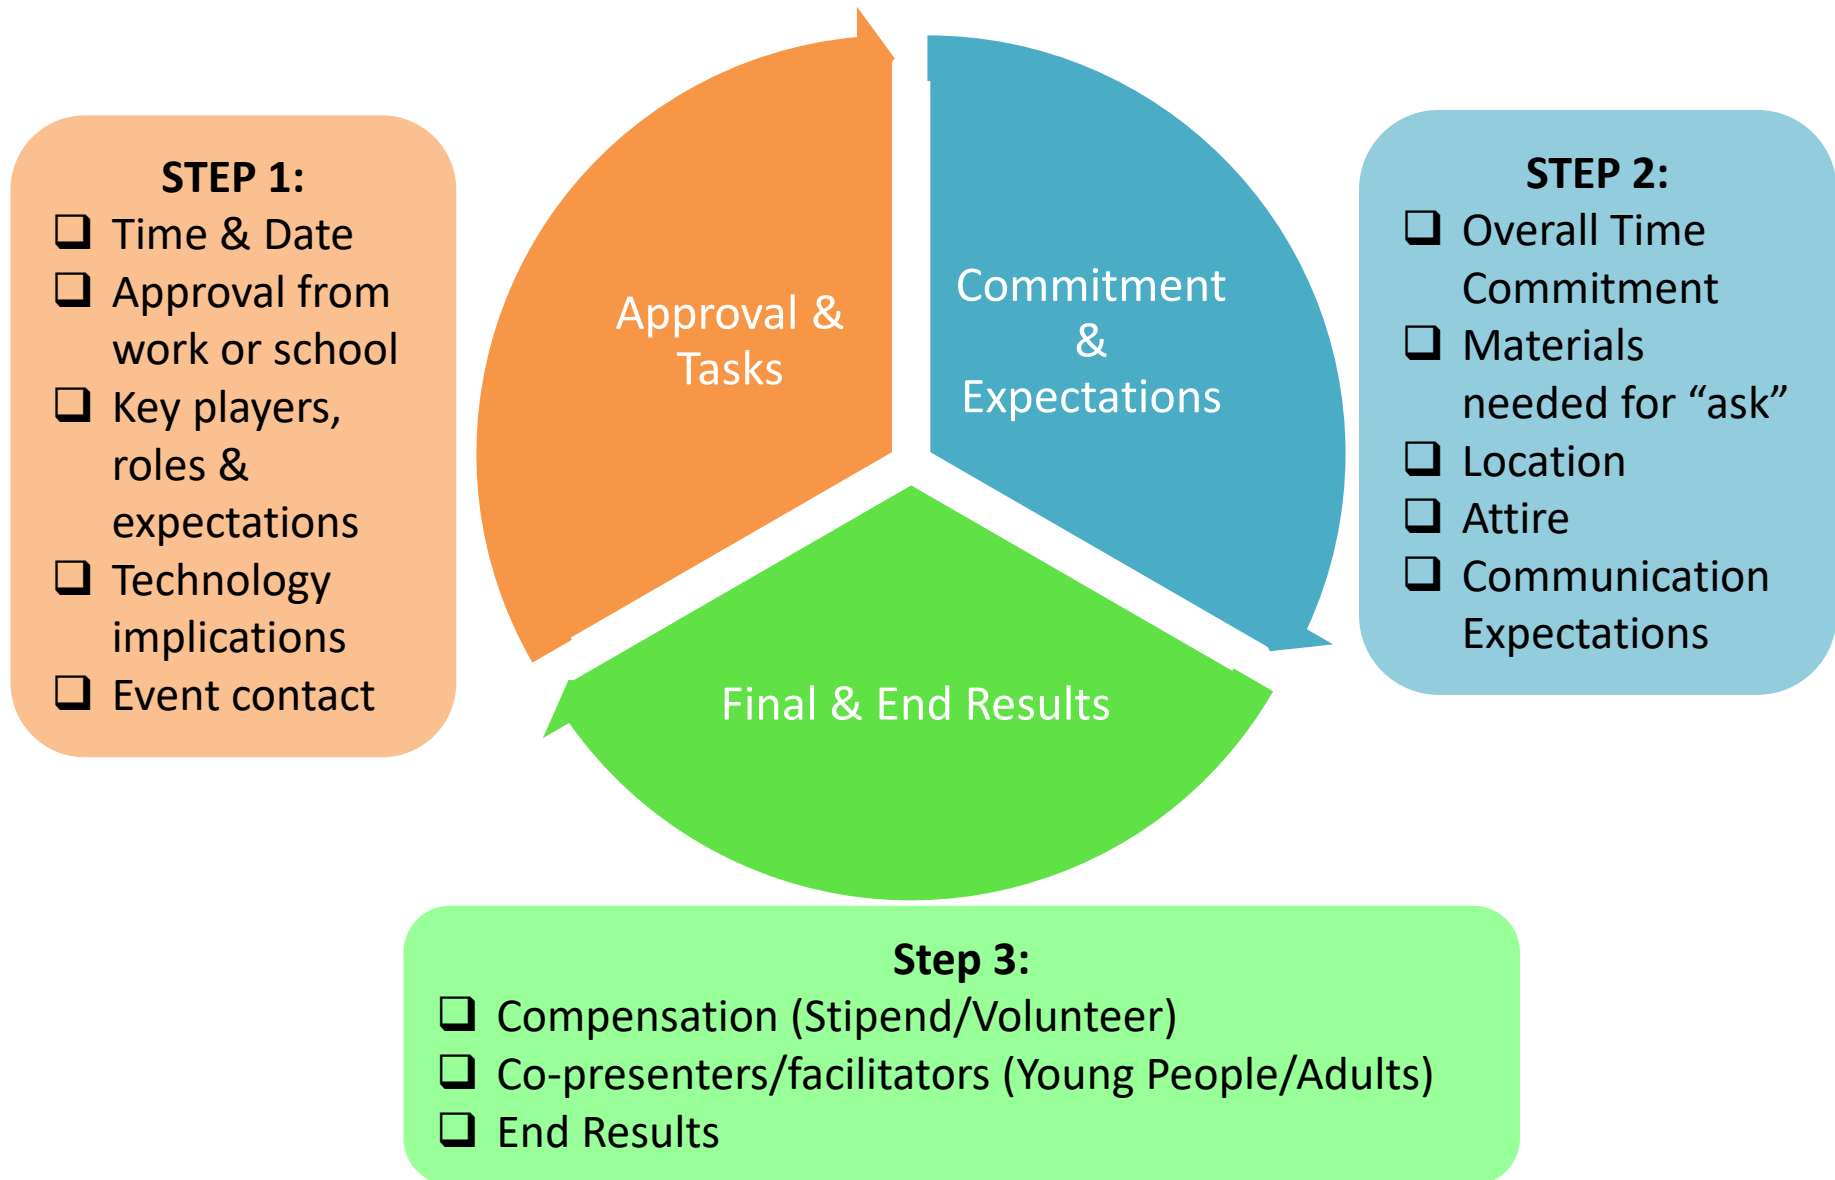 STEP 1:
❑ Time & Date
❑ Approval from
work or school
❑ Key players,
roles &
expectations
❑ Technology
implications
❑ Event contact
Approval &
Tasks
Commitment
&
Expectations
Final & End Results
STEP 2:
❑ Overall Time
Commitment
❑ Materials
needed for “ask”
❑ Location
❑ Attire
❑ Communication
Expectations
Step 3:
❑ Compensation (Stipend/Volunteer)
❑ Co-presenters/facilitators (Young People/Adults)
❑ End Results